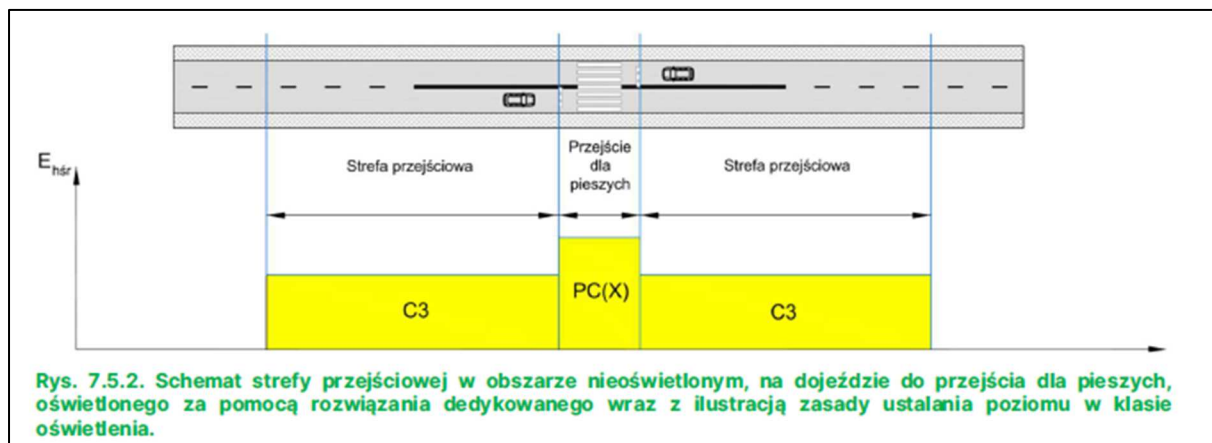 Strefa przejściowa
Przejście
dla
pieszych
Strefa przejściowa
Ehśr
C3
PC(X)
C3
Rys. 7.5.2. Schemat strefy przejściowej w obszarze nieoświetlonym, na dojeździe do przejścia dla pieszych,
oświetlonego za pomocą rozwiązania dedykowanego wraz z ilustracją zasady ustalania poziomu w klasie
oświetlenia.